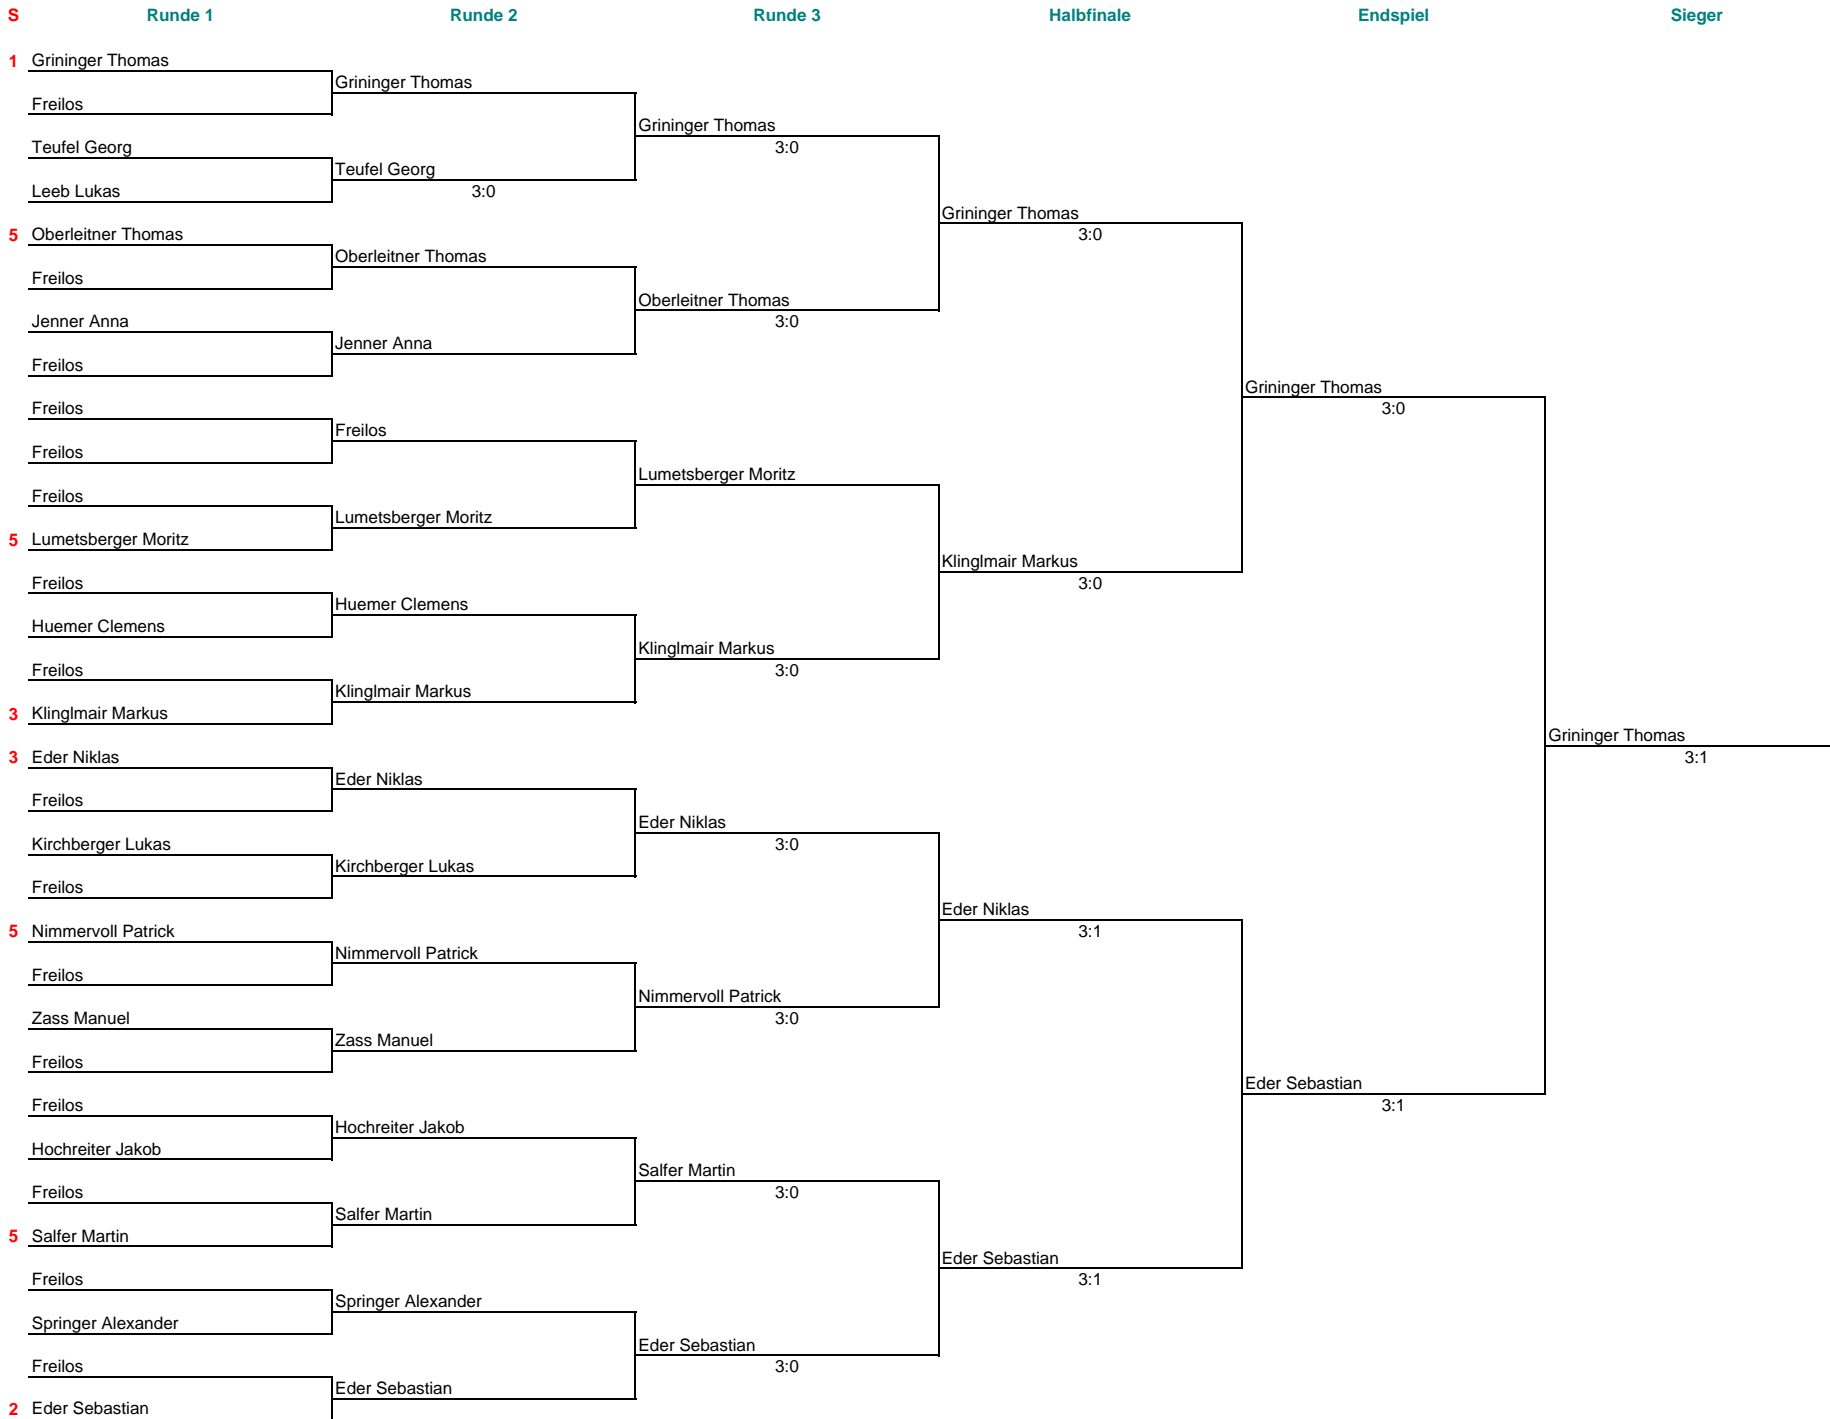 S Runde 1 Runde 2 Runde 3 Halbfinale Endspiel Sieger
1 Grininger Thomas
Grininger Thomas
Freilos
Grininger Thomas
3:0
Teufel Georg
Teufel Georg
3:0
Leeb Lukas
Grininger Thomas
3:0
5 Oberleitner Thomas
Oberleitner Thomas
Freilos
Oberleitner Thomas
3:0
Jenner Anna
Jenner Anna
Freilos
Grininger Thomas
3:0
Freilos
Freilos
Freilos
Lumetsberger Moritz
Freilos
Lumetsberger Moritz
5 Lumetsberger Moritz
Klinglmair Markus
3:0
Freilos
Huemer Clemens
Huemer Clemens
Klinglmair Markus
3:0
Freilos
Klinglmair Markus
3 Klinglmair Markus
Grininger Thomas
3:1
3 Eder Niklas
Eder Niklas
Freilos
Eder Niklas
3:0
Kirchberger Lukas
Kirchberger Lukas
Freilos
Eder Niklas
3:1
5 Nimmervoll Patrick
Nimmervoll Patrick
Freilos
Nimmervoll Patrick
3:0
Zass Manuel
Zass Manuel
Freilos
Eder Sebastian
3:1
Freilos
Hochreiter Jakob
Hochreiter Jakob
Salfer Martin
3:0
Freilos
Salfer Martin
5 Salfer Martin
Eder Sebastian
3:1
Freilos
Springer Alexander
Springer Alexander
Eder Sebastian
3:0
Freilos
Eder Sebastian
2 Eder Sebastian